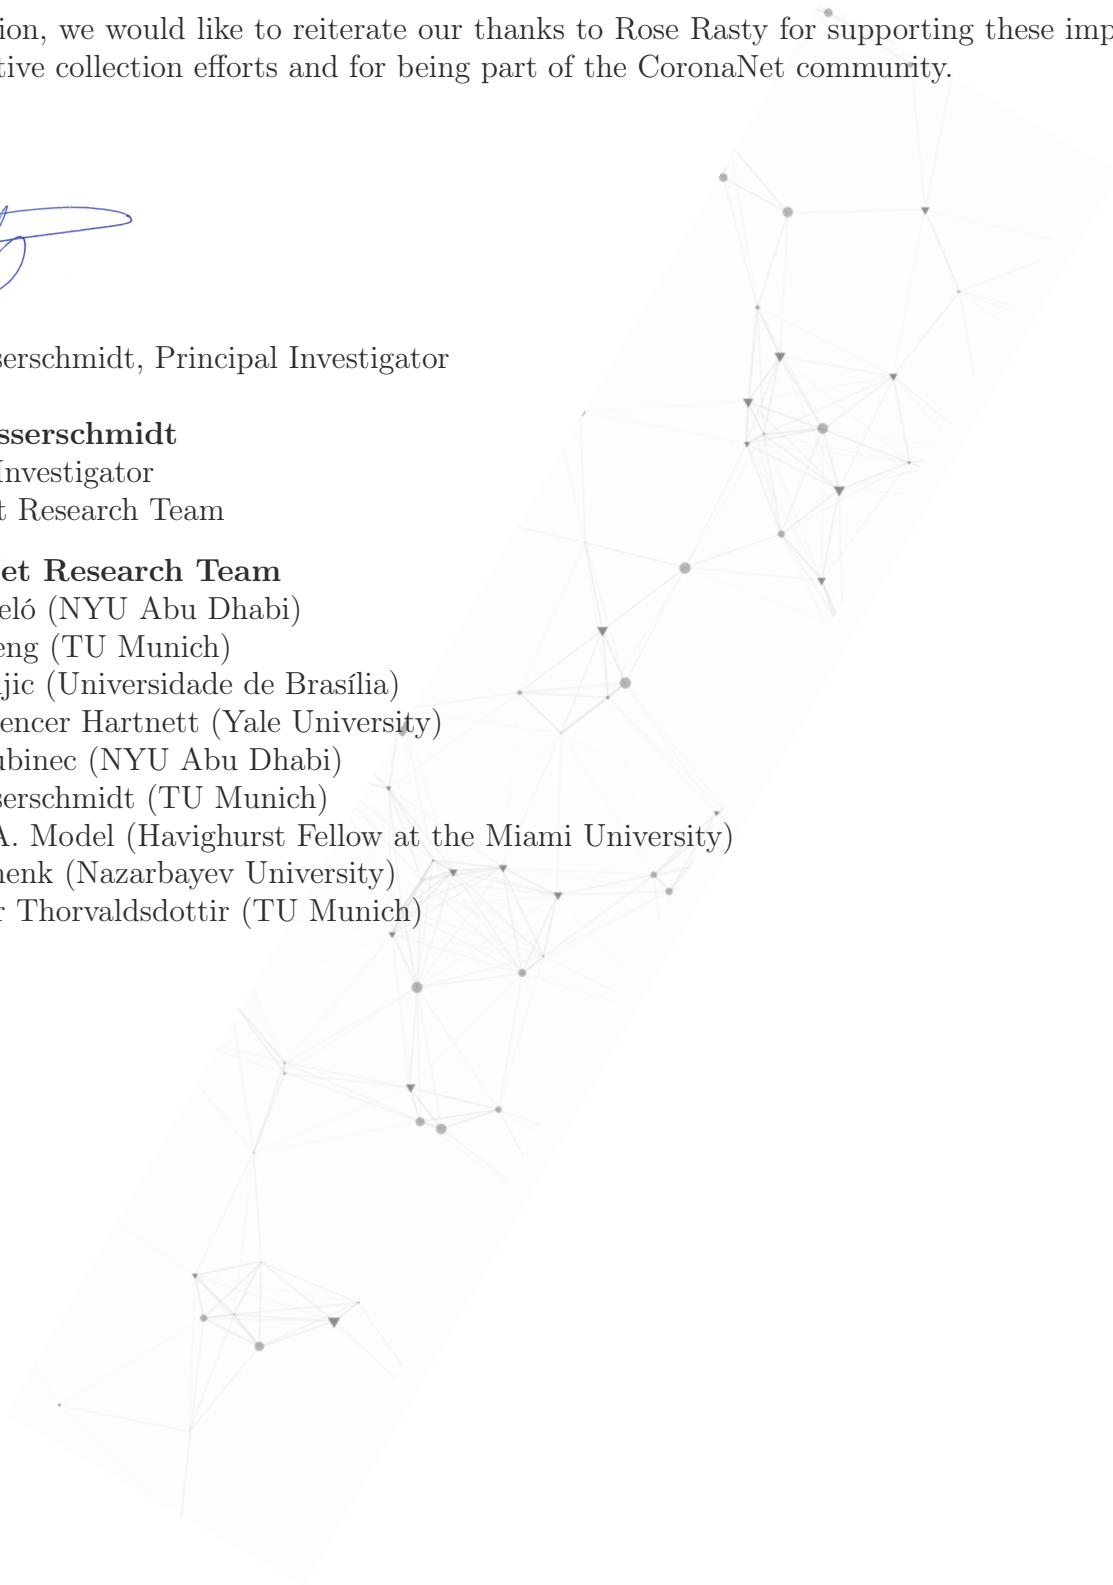 ion, we would like to reiterate our thanks to Rose Rasty for supporting these imp
tive collection efforts and for being part of the CoronaNet community.
serschmidt, Principal Investigator
sserschmidt
Investigator
t Research Team
et Research Team
eló (NYU Abu Dhabi)
eng (TU Munich)
jic (Universidade de Brasília)
encer Hartnett (Yale University)
ubinec (NYU Abu Dhabi)
serschmidt (TU Munich)
A. Model (Havighurst Fellow at the Miami University)
henk (Nazarbayev University)
r Thorvaldsdottir (TU Munich)